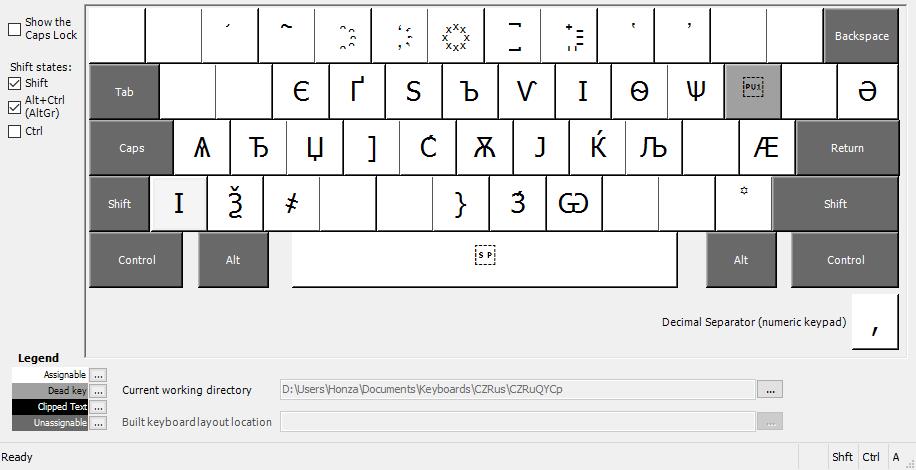 Show the
Caps Lock
Shift states:
Shift
Alt+Ctrl
(AltGr)
Ctrl
´ ~ ‛ ’ Backspace
Tab Є Ґ Ѕ Ъ Ѵ І Ѳ Ѱ PU1 Ә
Caps Ѧ Ђ Џ ] Ć Ѫ Ј Ќ Љ Ӕ Return
Shift І Ѯ ҂ } З́ Ѡ Shift
Control Alt SP Alt Control
Decimal Separator (numeric keypad) ,
Legend
Assignable ...
Dead key ...
Clipped Text ...
Unassignable ...
Current working directory D:\Users\Honza\Documents\Keyboards\CZRus\CZRuQYCp ...
Built keyboard layout location ...
Ready Shft Ctrl A